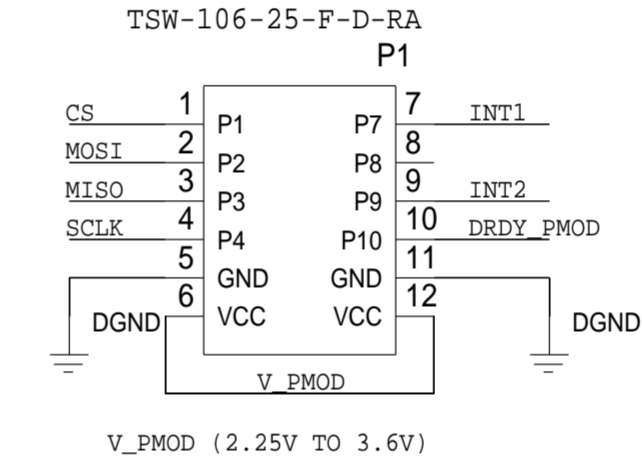 TSW-106-25-F-D-RA
P1
CS 1 P1 P7 7 INT1
MOSI 2 P2 P8 8
MISO 3 P3 P9 9 INT2
SCLK 4 P4 P10 10 DRDY_PMOD
5 GND GND 11
6 VCC VCC 12
DGND DGND
V_PMOD
V_PMOD (2.25V TO 3.6V)